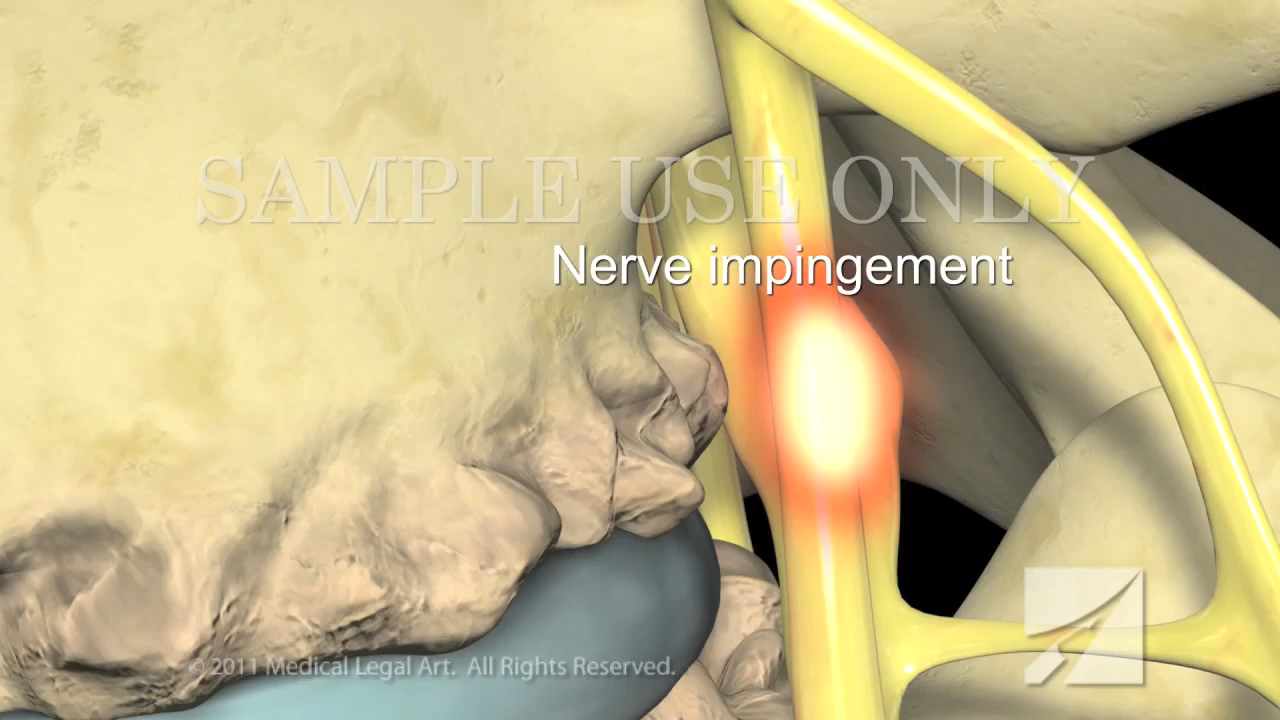 SAMPLE USE ONLY
Nerve impingement
© 2011 Medical Legal Art. All Rights Reserved.